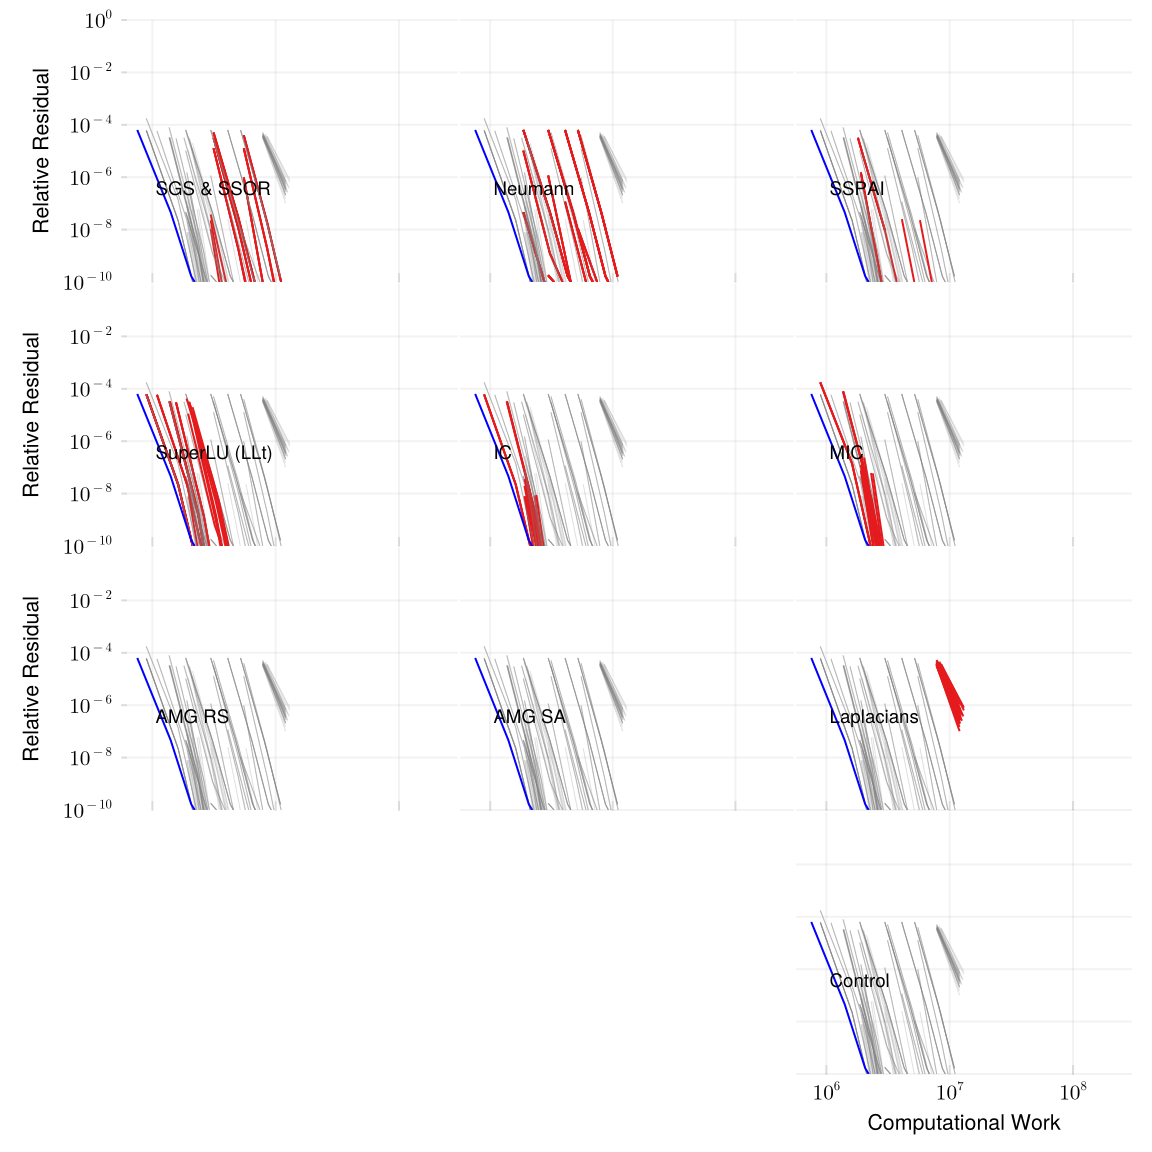 10^0
10^−2
10^−4
10^−6
10^−8
10^−10
Relative Residual
SGS & SSOR
Neumann
SSPAI
10^−2
10^−4
10^−6
10^−8
10^−10
Relative Residual
SuperLU (LLt)
IC
MIC
10^−2
10^−4
10^−6
10^−8
10^−10
Relative Residual
AMG RS
AMG SA
Laplacians
Control
10^6 10^7 10^8
Computational Work